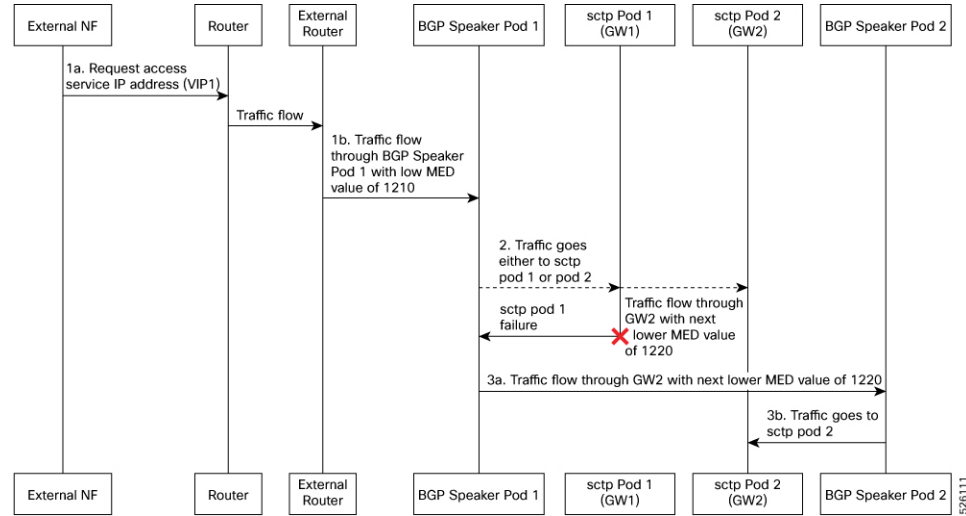 External NF
Router
External
Router
BGP Speaker Pod 1
sctp Pod 1
(GW1)
sctp Pod 2
(GW2)
BGP Speaker Pod 2
1a. Request access
service IP address (VIP1)
Traffic flow
1b. Traffic flow
through BGP Speaker
Pod 1 with low MED
value of 1210
2. Traffic goes
either to sctp
pod 1 or pod 2
sctp pod 1
failure
Traffic flow through
GW2 with next
lower MED value
of 1220
3a. Traffic flow through GW2 with next lower MED value of 1220
3b. Traffic goes to
sctp pod 2
External NF
Router
External
Router
BGP Speaker Pod 1
sctp Pod 1
(GW1)
sctp Pod 2
(GW2)
BGP Speaker Pod 2
526111